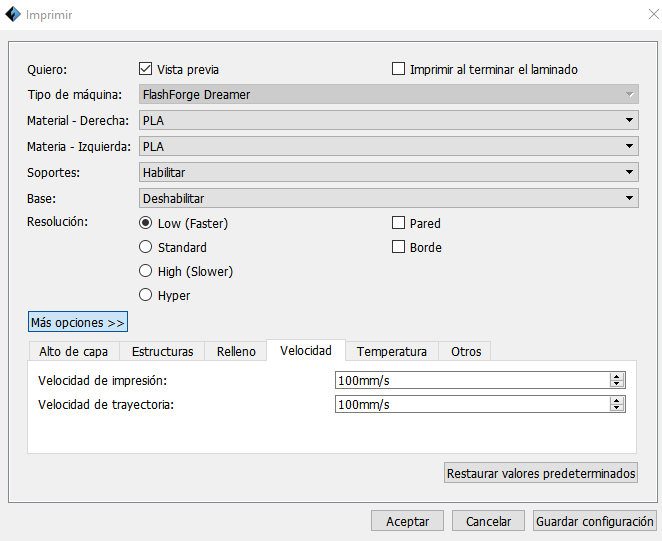 Imprimir
Quiero: Vista previa Imprimir al terminar el laminado
Tipo de máquina: FlashForge Dreamer
Material - Derecha: PLA
Materia - Izquierda: PLA
Soportes: Habilitar
Base: Deshabilitar
Resolución: Low (Faster) Pared
Standard Borde
High (Slower)
Hyper
Más opciones >>
Alto de capa Estructuras Relleno Velocidad Temperatura Otros
Velocidad de impresión: 100mm/s
Velocidad de trayectoria: 100mm/s
Restaurar valores predeterminados
Aceptar Cancelar Guardar configuración